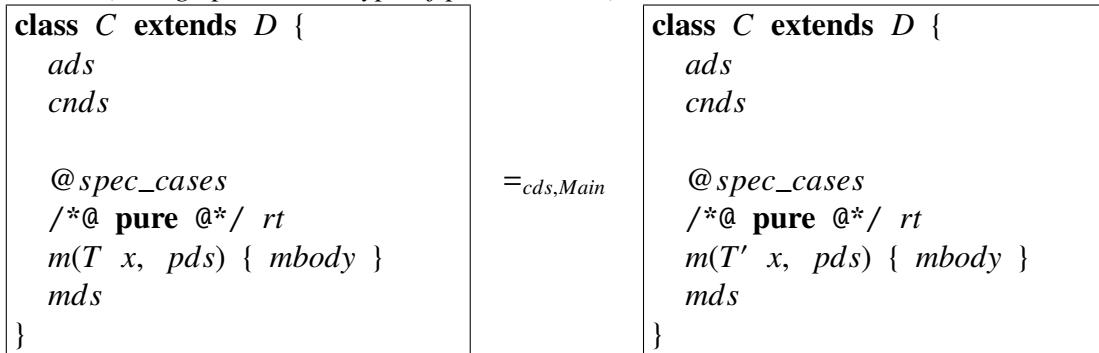 class C extends D {
ads
cnds
@spec_cases
/*@ pure @*/ rt
m(T x, pds) { mbody }
mds
}
=cds,Main
class C extends D {
ads
cnds
@spec_cases
/*@ pure @*/ rt
m(T′ x, pds) { mbody }
mds
}